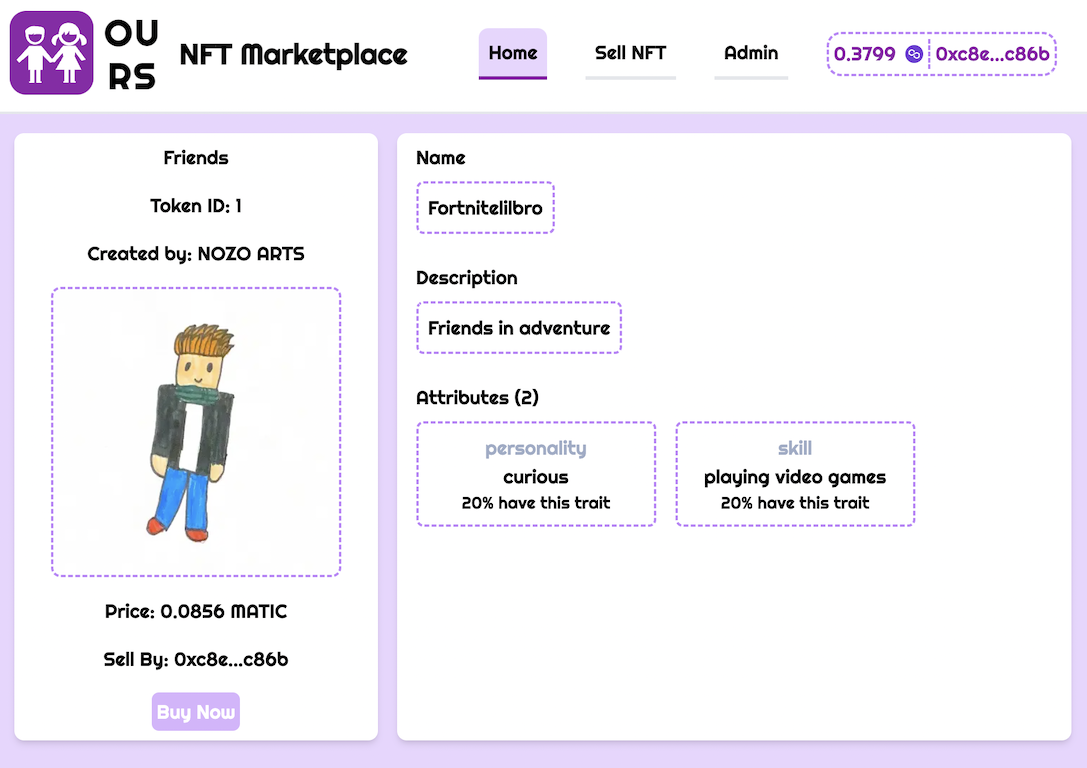 OU
RS
NFT Marketplace
Home
Sell NFT
Admin
0.3799
0xc8e...c86b
Friends
Token ID: 1
Created by: NOZO ARTS
Price: 0.0856 MATIC
Sell By: 0xc8e...c86b
Buy Now
Name
Fortnitelilbro
Description
Friends in adventure
Attributes (2)
personality
curious
20% have this trait
skill
playing video games
20% have this trait